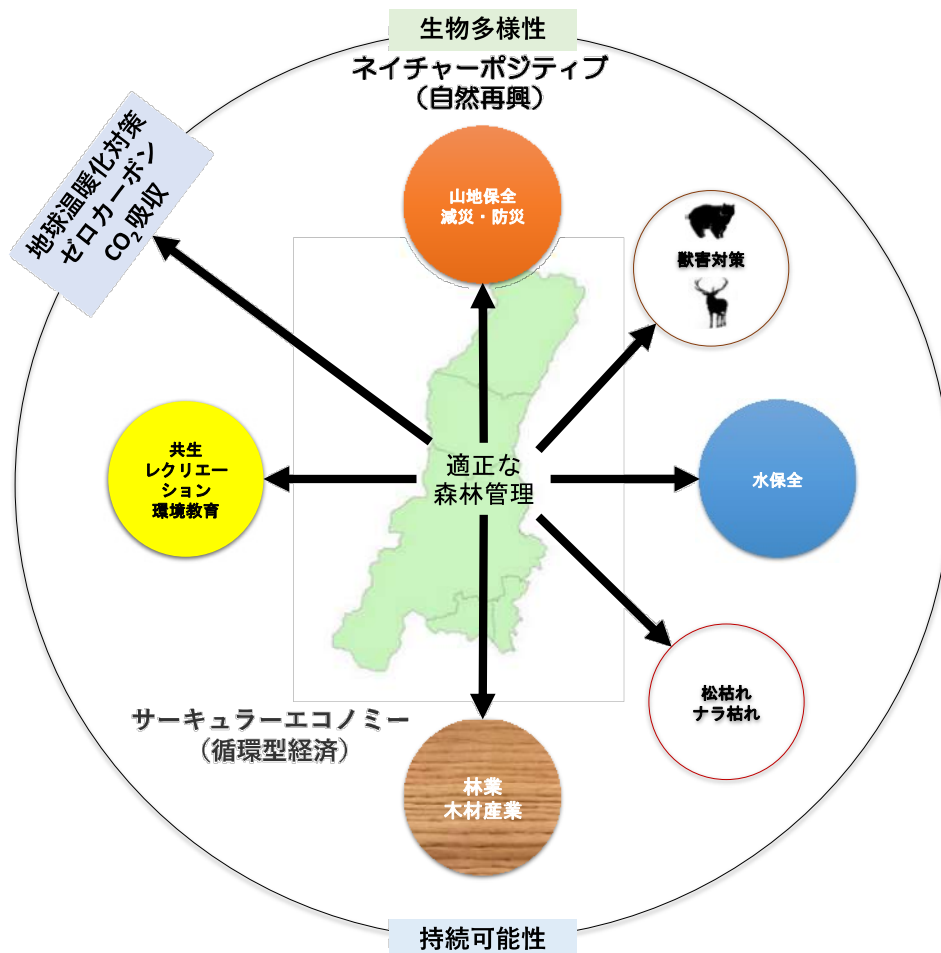 生物多様性
ネイチャーポジティブ
（自然再興）
地球温暖化対策
ゼロカーボン
CO₂吸収
山地保全
減災・防災
獣害対策
共生
レクリエー
ション
環境教育
適正な
森林管理
水保全
松枯れ
ナラ枯れ
サーキュラーエコノミー
（循環型経済）
林業
木材産業
持続可能性